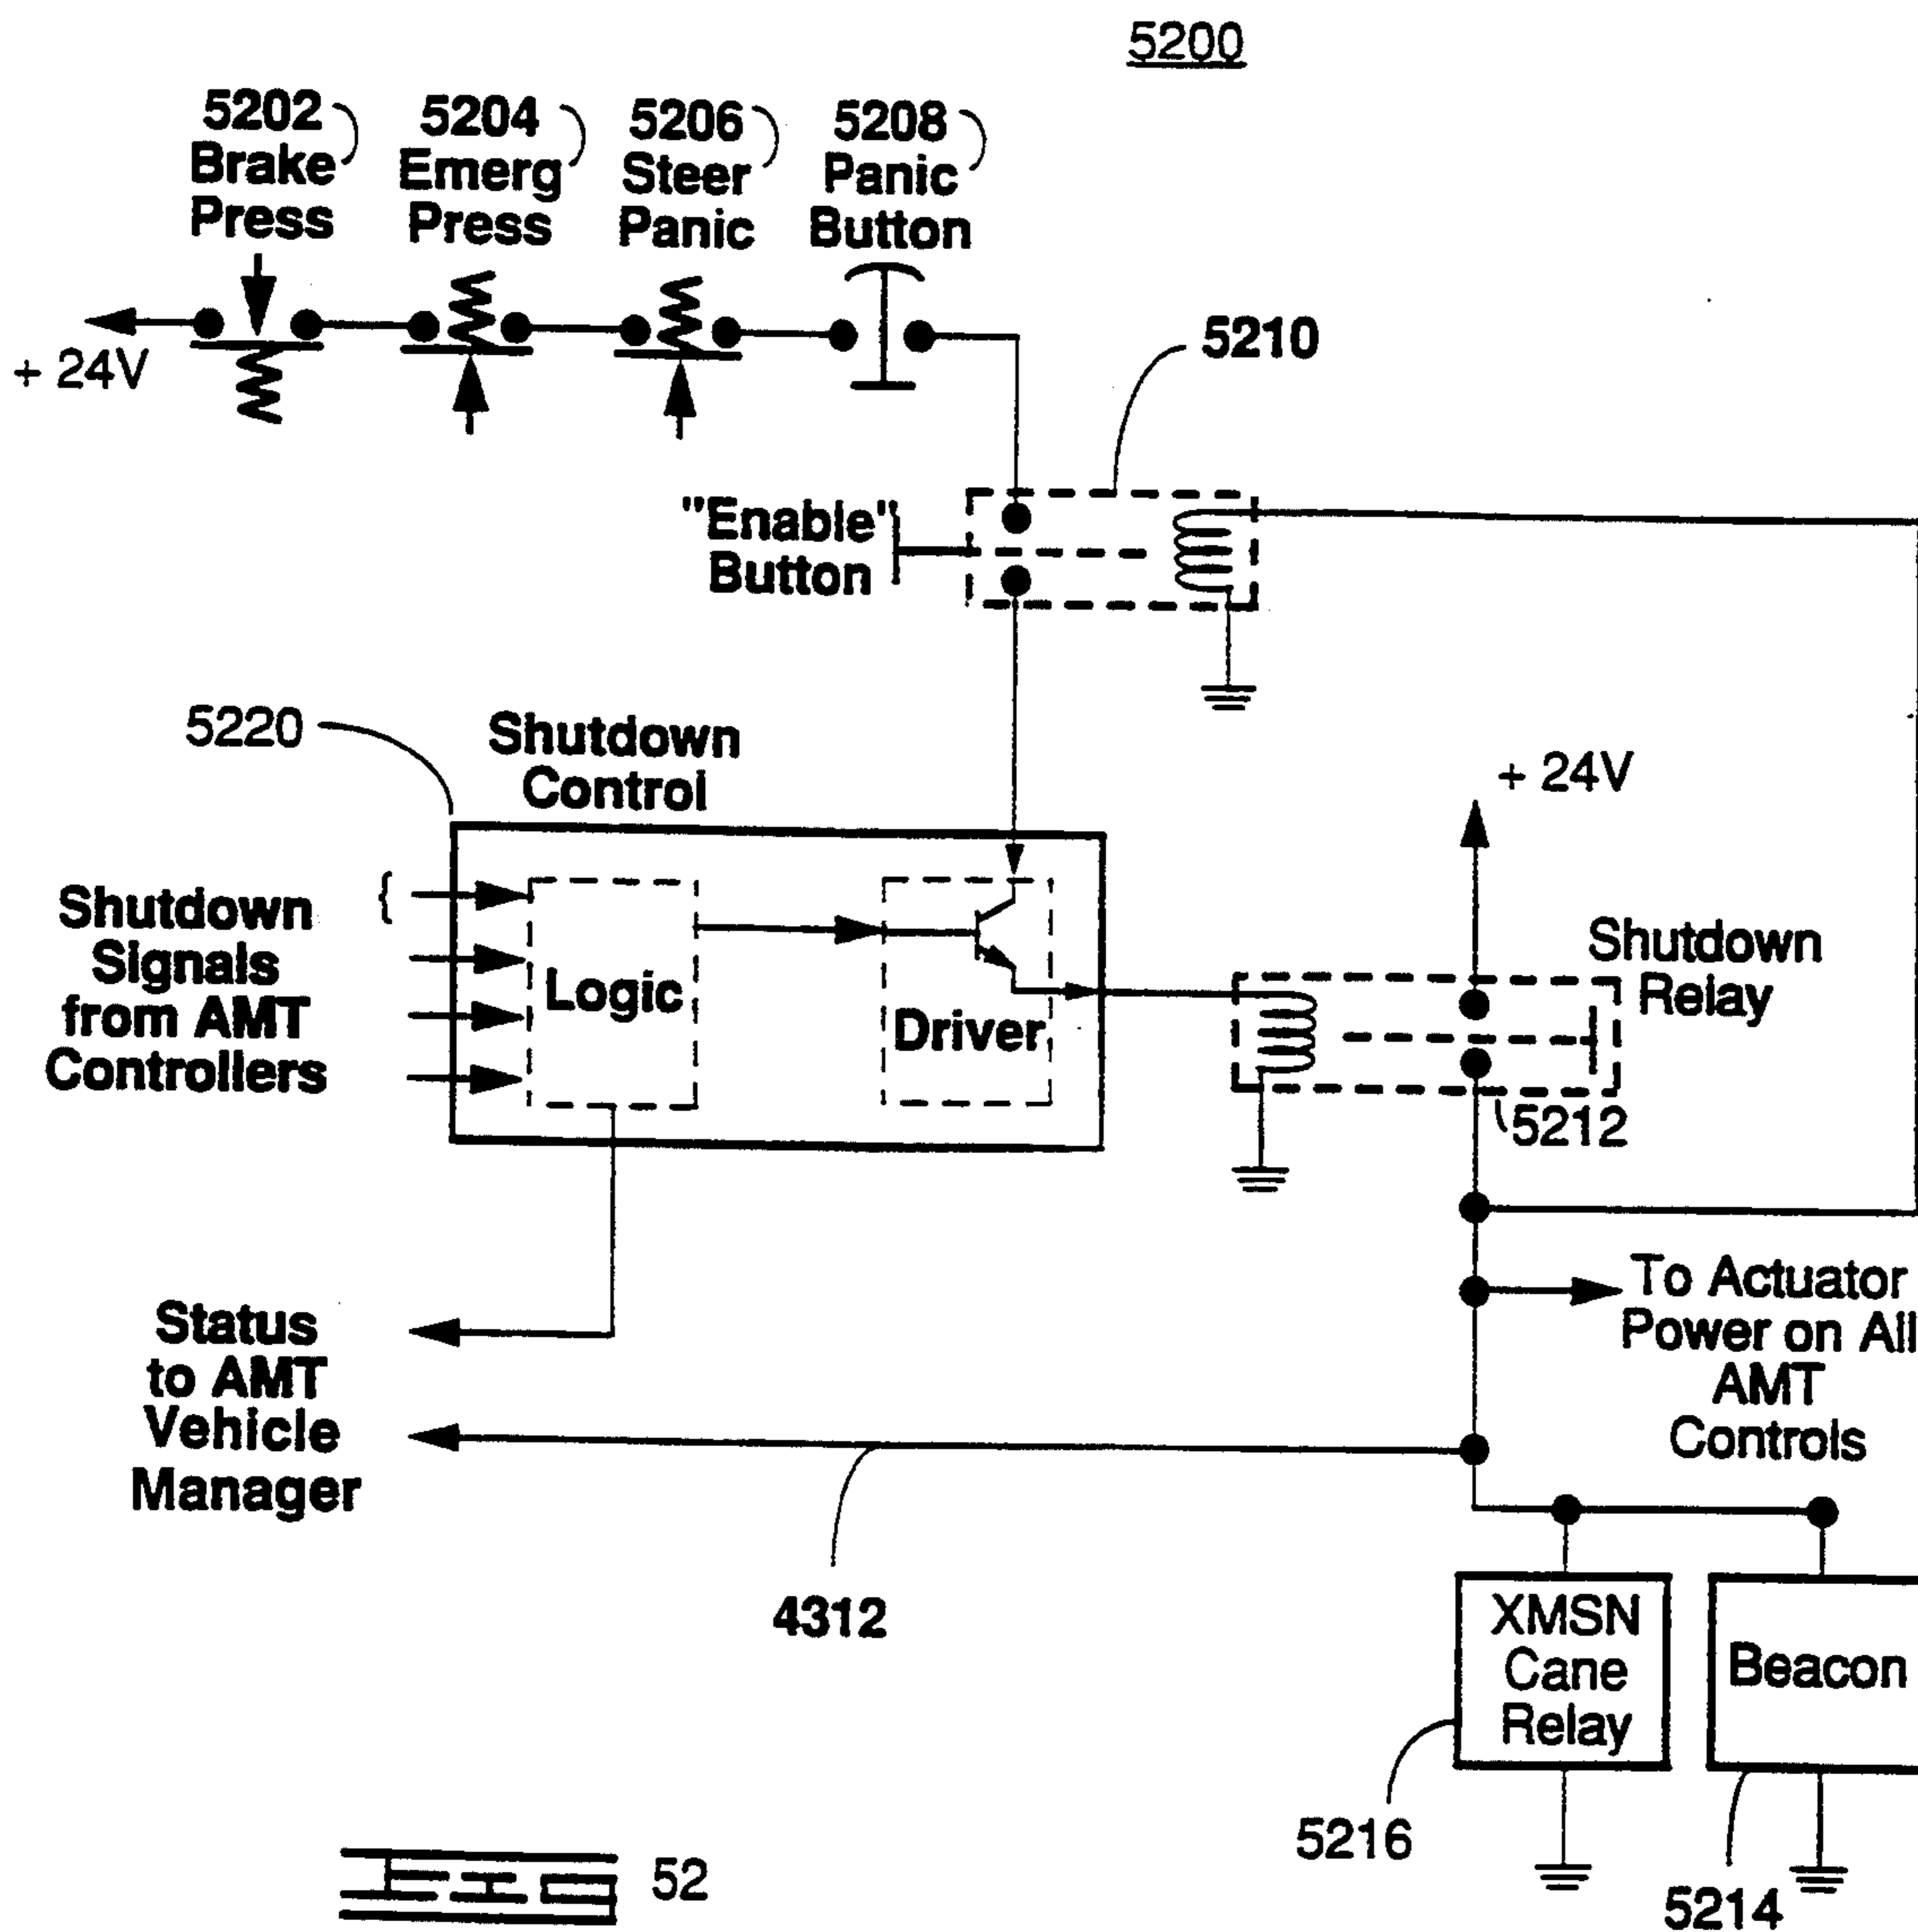 5200
5202
Brake
Press
5204
Emerg
Press
5206
Steer
Panic
5208
Panic
Button
+ 24V
5210
"Enable"
Button
5220
Shutdown
Control
+ 24V
Shutdown
Signals
from AMT
Controllers
Logic
Driver
Shutdown
Relay
5212
To Actuator
Power on All
AMT
Controls
Status
to AMT
Vehicle
Manager
4312
XMSN
Cane
Relay
Beacon
5216
5214
FIG 52